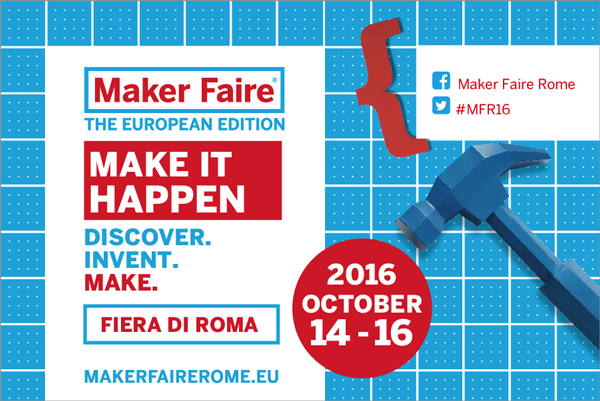 Maker Faire®
THE EUROPEAN EDITION
MAKE IT
HAPPEN
DISCOVER.
INVENT.
MAKE.
FIERA DI ROMA
MAKERFAIREROME.EU
2016
OCTOBER
14 - 16
{
Maker Faire Rome
#MFR16